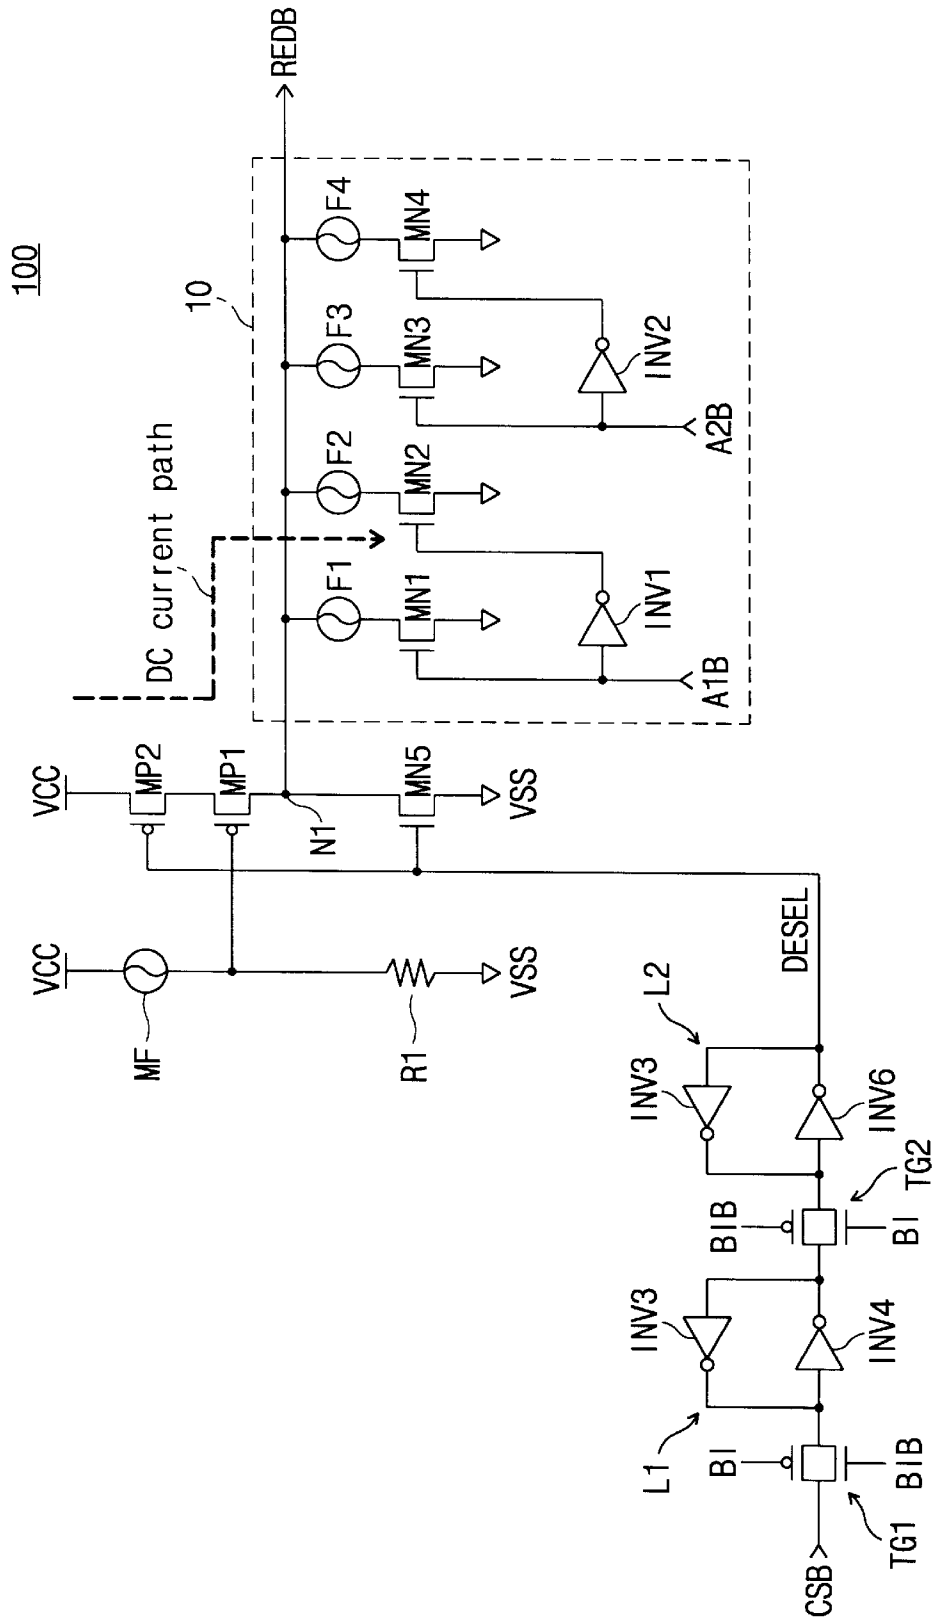 100
VCC
VCC
DC current path
10
REDB
MF
MP2
MP1
F1
F2
F3
F4
N1
R1
MN5
MN1
MN2
MN3
MN4
VSS
VSS
INV1
INV2
A1B
A2B
L1
INV3
L2
INV3
BI
BIB
DESEL
CSB
INV4
INV6
BIB
BI
TG1
TG2